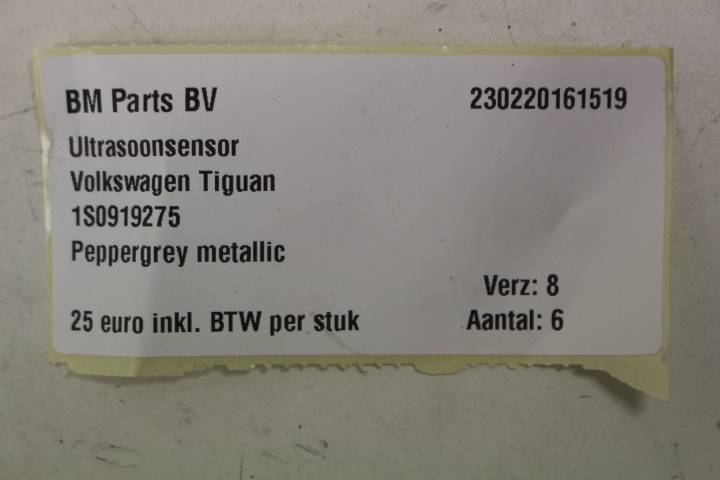 BM Parts BV 230220161519
Ultrasoonsensor
Volkswagen Tiguan
1S0919275
Peppergrey metallic
Verz: 8
25 euro inkl. BTW per stuk Aantal: 6